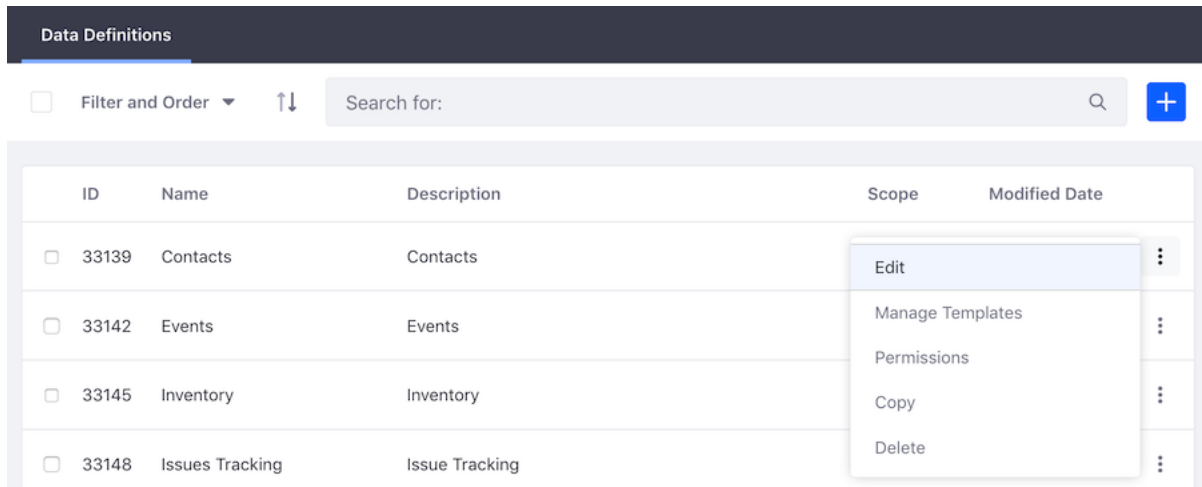 Data Definitions
Filter and Order
Search for:
ID Name Description Scope Modified Date
33139 Contacts Contacts
Edit
33142 Events Events
Manage Templates
Permissions
33145 Inventory Inventory
Copy
Delete
33148 Issues Tracking Issue Tracking